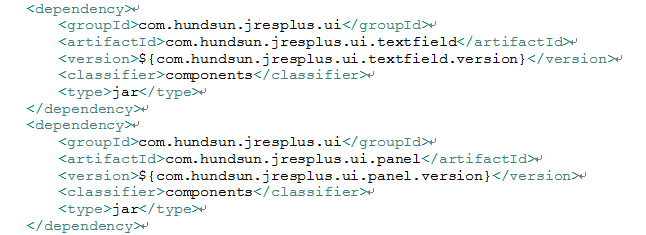 <dependency>
<groupId>com.hundsun.jresplus.ui</groupId>
<artifactId>com.hundsun.jresplus.ui.textfield</artifactId>
<version>${com.hundsun.jresplus.ui.textfield.version}</version>
<classifier>components</classifier>
<type>jar</type>
</dependency>
<dependency>
<groupId>com.hundsun.jresplus.ui</groupId>
<artifactId>com.hundsun.jresplus.ui.panel</artifactId>
<version>${com.hundsun.jresplus.ui.panel.version}</version>
<classifier>components</classifier>
<type>jar</type>
</dependency>